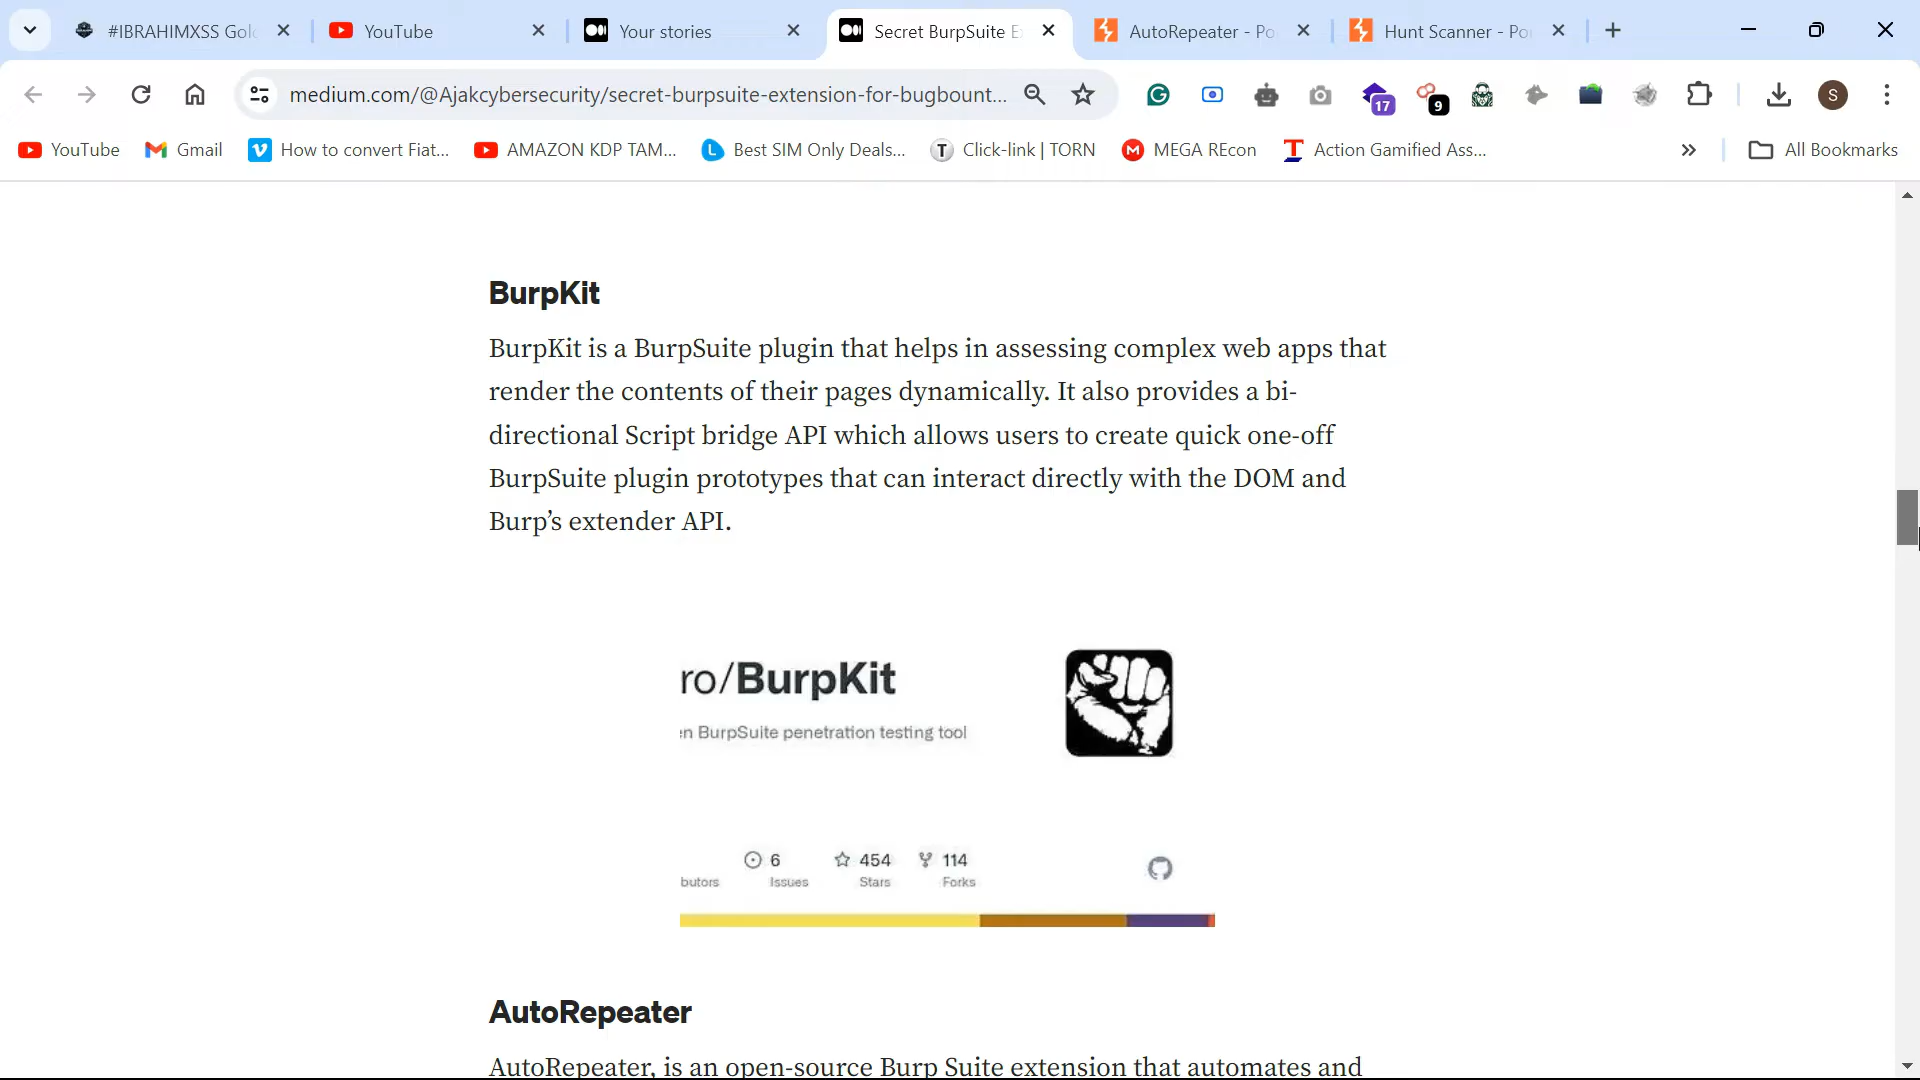 #IBRAHIMXSS Gol
YouTube
Your stories
Secret BurpSuite E
AutoRepeater - Po
Hunt Scanner - Po
medium.com/@Ajakcybersecurity/secret-burpsuite-extension-for-bugbount...
17
9
S
YouTube
Gmail
How to convert Fiat...
AMAZON KDP TAM...
Best SIM Only Deals...
Click-link | TORN
MEGA REcon
Action Gamified Ass...
»
All Bookmarks
BurpKit
BurpKit is a BurpSuite plugin that helps in assessing complex web apps that
render the contents of their pages dynamically. It also provides a bi-
directional Script bridge API which allows users to create quick one-off
BurpSuite plugin prototypes that can interact directly with the DOM and
Burp’s extender API.
ro/BurpKit
en BurpSuite penetration testing tool
6
454
114
butors
Issues
Stars
Forks
AutoRepeater
AutoRepeater, is an open-source Burp Suite extension that automates and